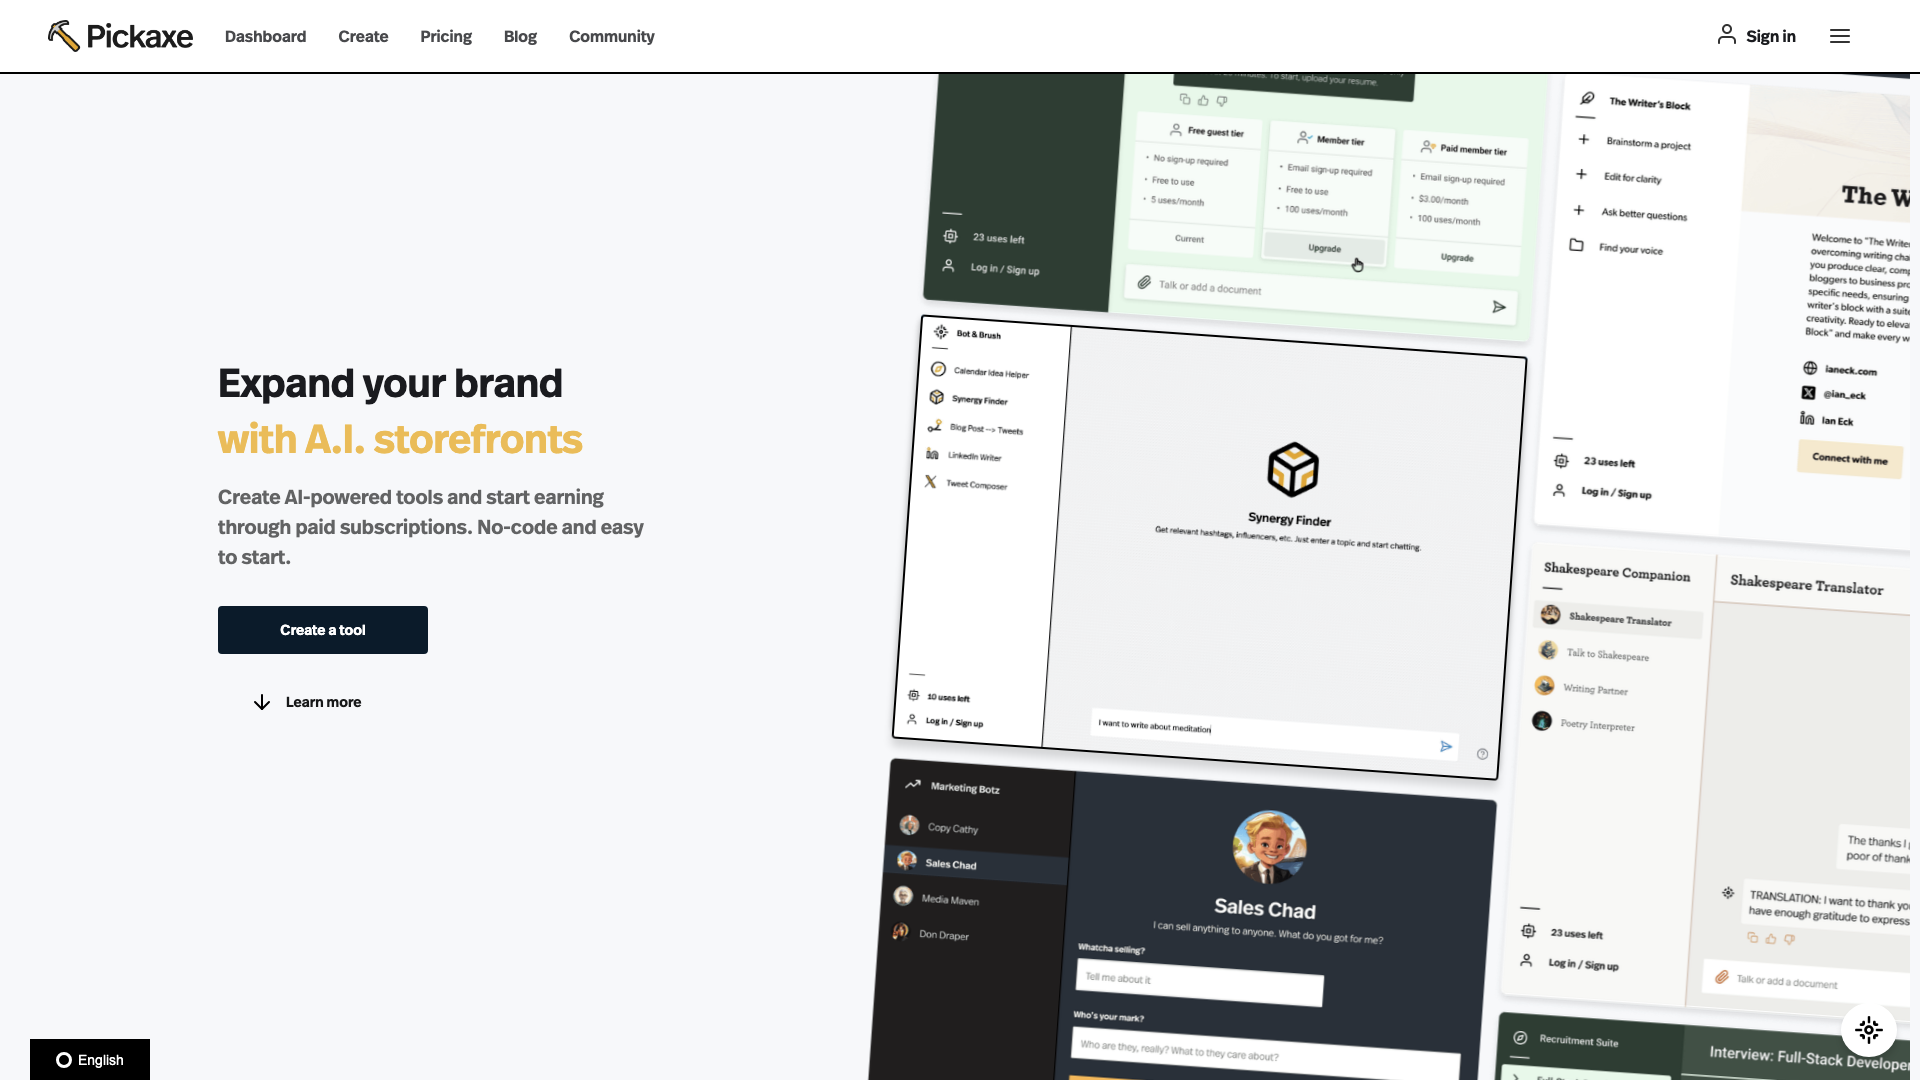 Pickaxe
Dashboard
Create
Pricing
Blog
Community
Sign in
Expand your brand
with A.I. storefronts
Create AI-powered tools and start earning
through paid subscriptions. No-code and easy
to start.
Create a tool
Learn more
English
minutes. To start, upload your resume.
Free guest tier
• No sign-up required
• Free to use
• 5 uses/month
Current
Member tier
• Email sign-up required
• Free to use
• 100 uses/month
Upgrade
Paid member tier
• Email sign-up required
• $3.00/month
• 100 uses/month
Upgrade
23 uses left
Log in / Sign up
Talk or add a document
Bot & Brush
Calendar Idea Helper
Synergy Finder
Blog Post --> Tweets
LinkedIn Writer
Tweet Composer
Synergy Finder
Get relevant hashtags, influencers, etc. Just enter a topic and start chatting.
10 uses left
Log in / Sign up
I want to write about meditation
Marketing Botz
Copy Cathy
Sales Chad
Media Maven
Don Draper
Sales Chad
I can sell anything to anyone. What do you got for me?
Whatcha selling?
Tell me about it
Who's your mark?
Who are they, really? What to they care about?
The Writer's Block
Brainstorm a project
Edit for clarity
Ask better questions
Find your voice
23 uses left
Log in / Sign up
The W
Welcome to "The Write
overcoming writing cha
you produce clear, comp
bloggers to business pro
specific needs, ensuring
writer's block with a suite
creativity. Ready to eleva
Block" and make every w
ianeck.com
@ian_eck
Ian Eck
Connect with me
Shakespeare Companion
Shakespeare Translator
Talk to Shakespeare
Writing Partner
Poetry Interpreter
23 uses left
Log in / Sign up
Shakespeare Translator
The thanks I
poor of thank
TRANSLATION: I want to thank you
have enough gratitude to express
Talk or add a document
Recruitment Suite
Interview: Full-Stack Developer